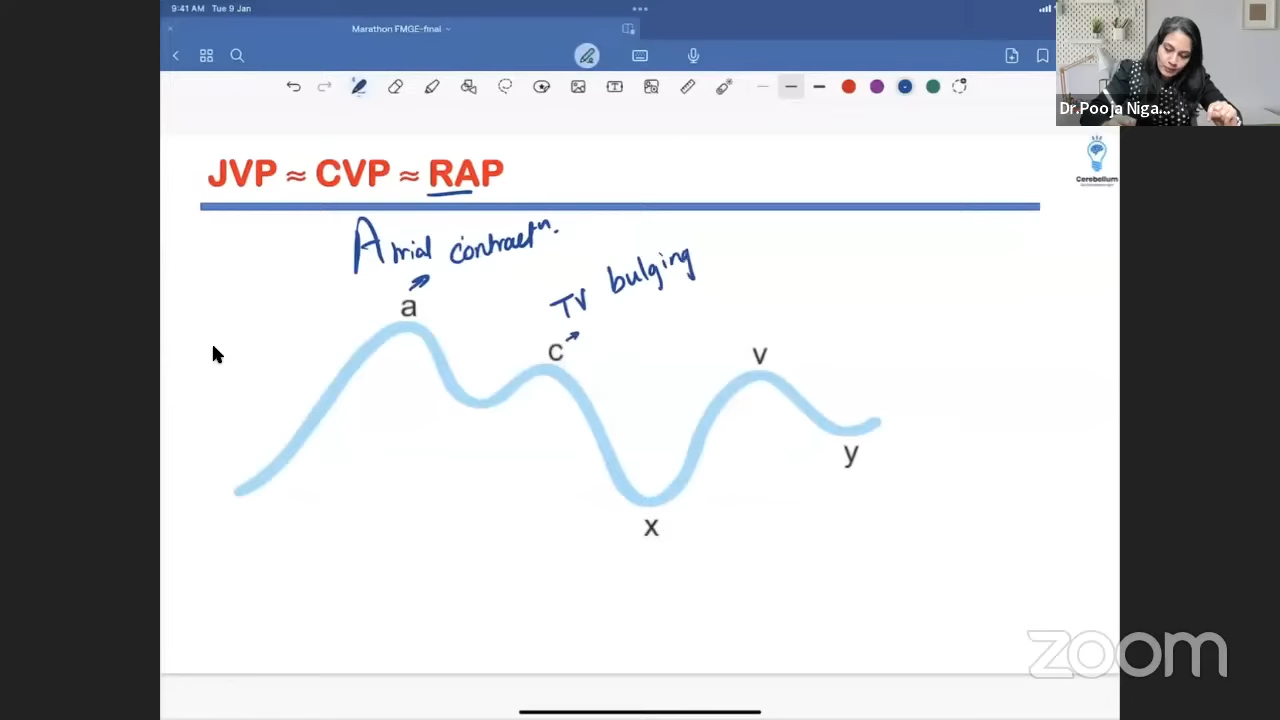 9:41 AM Tue 9 Jan
Marathon FMGE-final
Dr.Pooja Niga...
JVP ≈ CVP ≈ RAP
Cerebellum
Atrial contractⁿ.
TV bulging
a
c
v
y
x
zoom